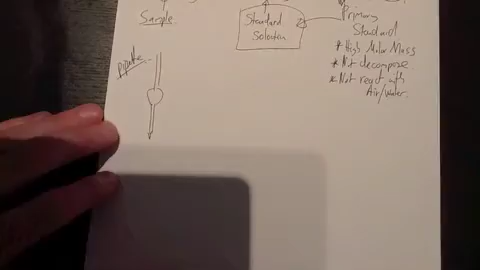 Sample
Standard
Solution
Primary
Standard
* High Molar Mass
* Not decompose
* Not react with
Air/water.
pipette